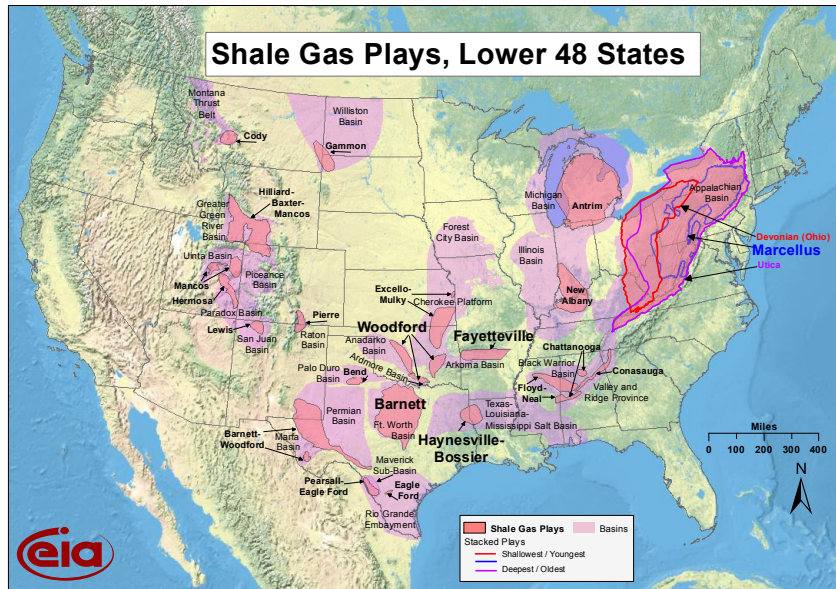 Shale Gas Plays, Lower 48 States
Montana
Thrust
Belt
Cody
Williston
Basin
Gammon
Hilliard-
Baxter-
Mancos
Greater
Green
River
Basin
Uinta Basin
Mancos
Piceance
Basin
Hermosa
Paradox Basin
Lewis
San Juan
Basin
Pierre
Raton
Basin
Michigan
Basin
Antrim
Forest
City Basin
Illinois
Basin
Excello-
Mulky
Cherokee Platform
New
Albany
Appalachian
Basin
Devonian (Ohio)
Marcellus
Utica
Woodford
Anadarko
Basin
Ardmore Basin
Palo Duro
Basin
Bend
Fayetteville
Arkoma Basin
Chattanooga
Black Warrior
Basin
Conasauga
Floyd-
Neal
Valley and
Ridge Province
Barnett
Ft. Worth
Basin
Permian
Basin
Barnett-
Woodford
Marfa
Basin
Texas-
Louisiana-
Mississippi Salt Basin
Haynesville-
Bossier
Maverick
Sub-Basin
Pearsall-
Eagle Ford
Eagle
Ford
Rio Grande
Embayment
Miles
0 100 200 300 400
N
Shale Gas Plays
Basins
Stacked Plays
Shallowest / Youngest
Deepest / Oldest
eia